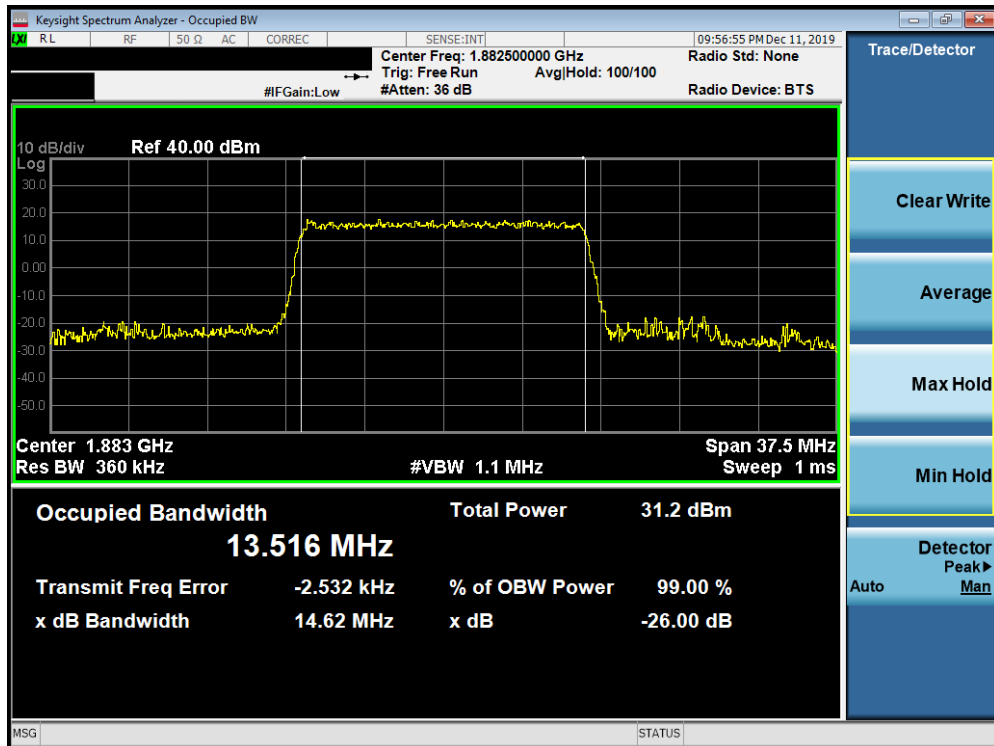 Keysight Spectrum Analyzer - Occupied BW
LXI RL RF 50 Ω AC CORREC SENSE:INT 09:56:55 PM Dec 11, 2019
Center Freq: 1.882500000 GHz Radio Std: None
Trig: Free Run Avg|Hold: 100/100
#IFGain:Low #Atten: 36 dB Radio Device: BTS
10 dB/div Ref 40.00 dBm
Log
30.0
20.0
10.0
0.00
-10.0
-20.0
-30.0
-40.0
-50.0
Center 1.883 GHz Span 37.5 MHz
Res BW 360 kHz #VBW 1.1 MHz Sweep 1 ms
Occupied Bandwidth Total Power 31.2 dBm
13.516 MHz
Transmit Freq Error -2.532 kHz % of OBW Power 99.00 %
x dB Bandwidth 14.62 MHz x dB -26.00 dB
MSG STATUS
Trace/Detector
Clear Write
Average
Max Hold
Min Hold
Detector
Peak▶
Auto Man